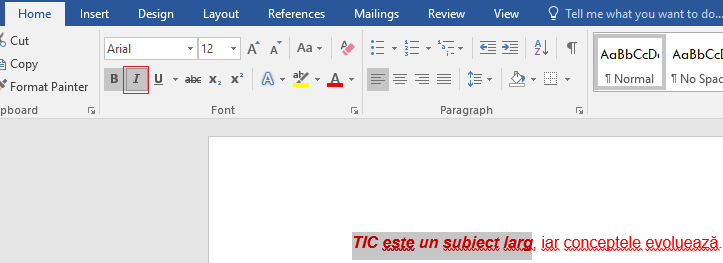 Home Insert Design Layout References Mailings Review View Tell me what you want to do...
Cut
Copy
Format Painter
pboard
Arial 12 A A Aa
B I U abc x₂ x² A ab A
Font
A Z ¶
Paragraph
AaBbCcDc AaBbCcD
¶ Normal ¶ No Spac
TIC este un subiect larg, iar conceptele evoluează.